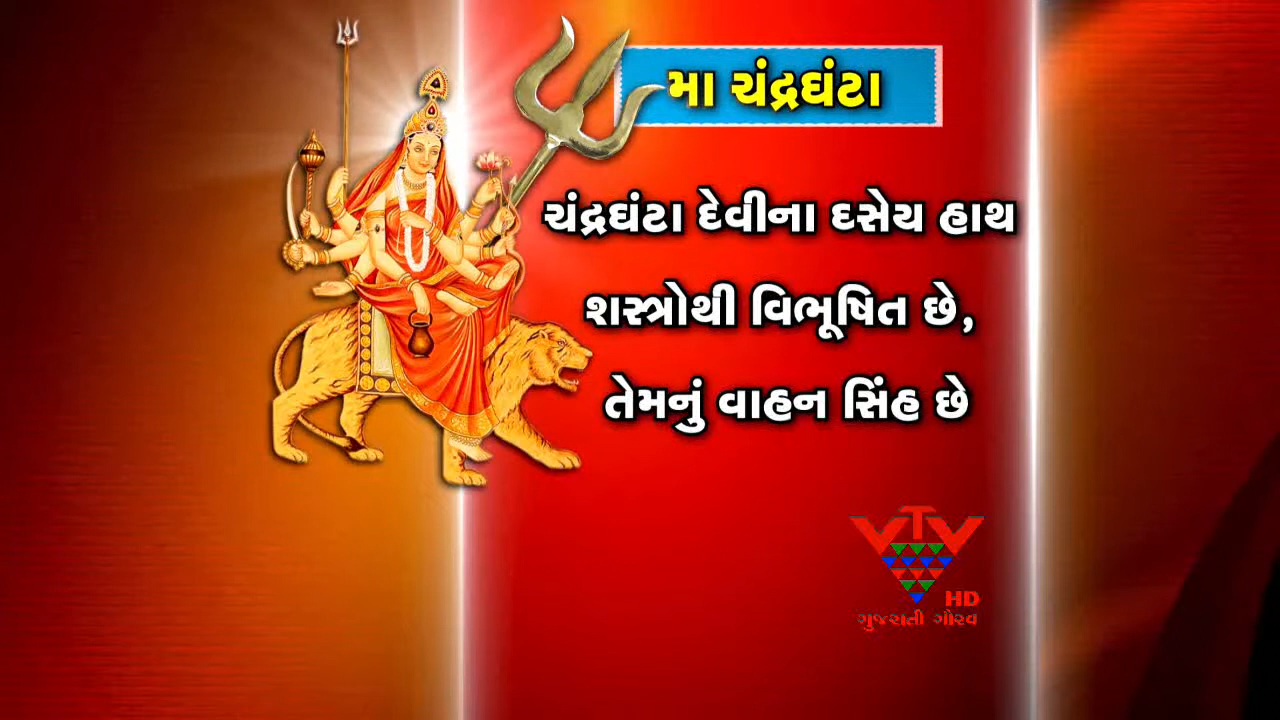 મા ચંદ્રઘંટા
ચંદ્રઘંટા દેવીના દસેય હાથ
શસ્ત્રોથી વિભૂષિત છે,
તેમનું વાહન સિંહ છે
VTV
HD
ગુજરાતી ગૌરવ